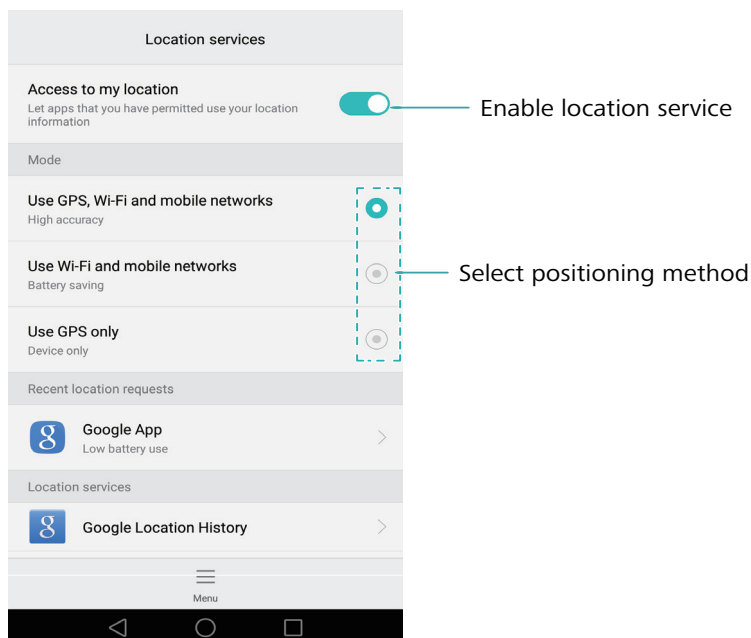 Location services
Access to my location
Let apps that you have permitted use your location
information
Enable location service
Mode
Use GPS, Wi-Fi and mobile networks
High accuracy
Use Wi-Fi and mobile networks
Battery saving
Select positioning method
Use GPS only
Device only
Recent location requests
g
Google App
Low battery use
Location services
g
Google Location History
Menu